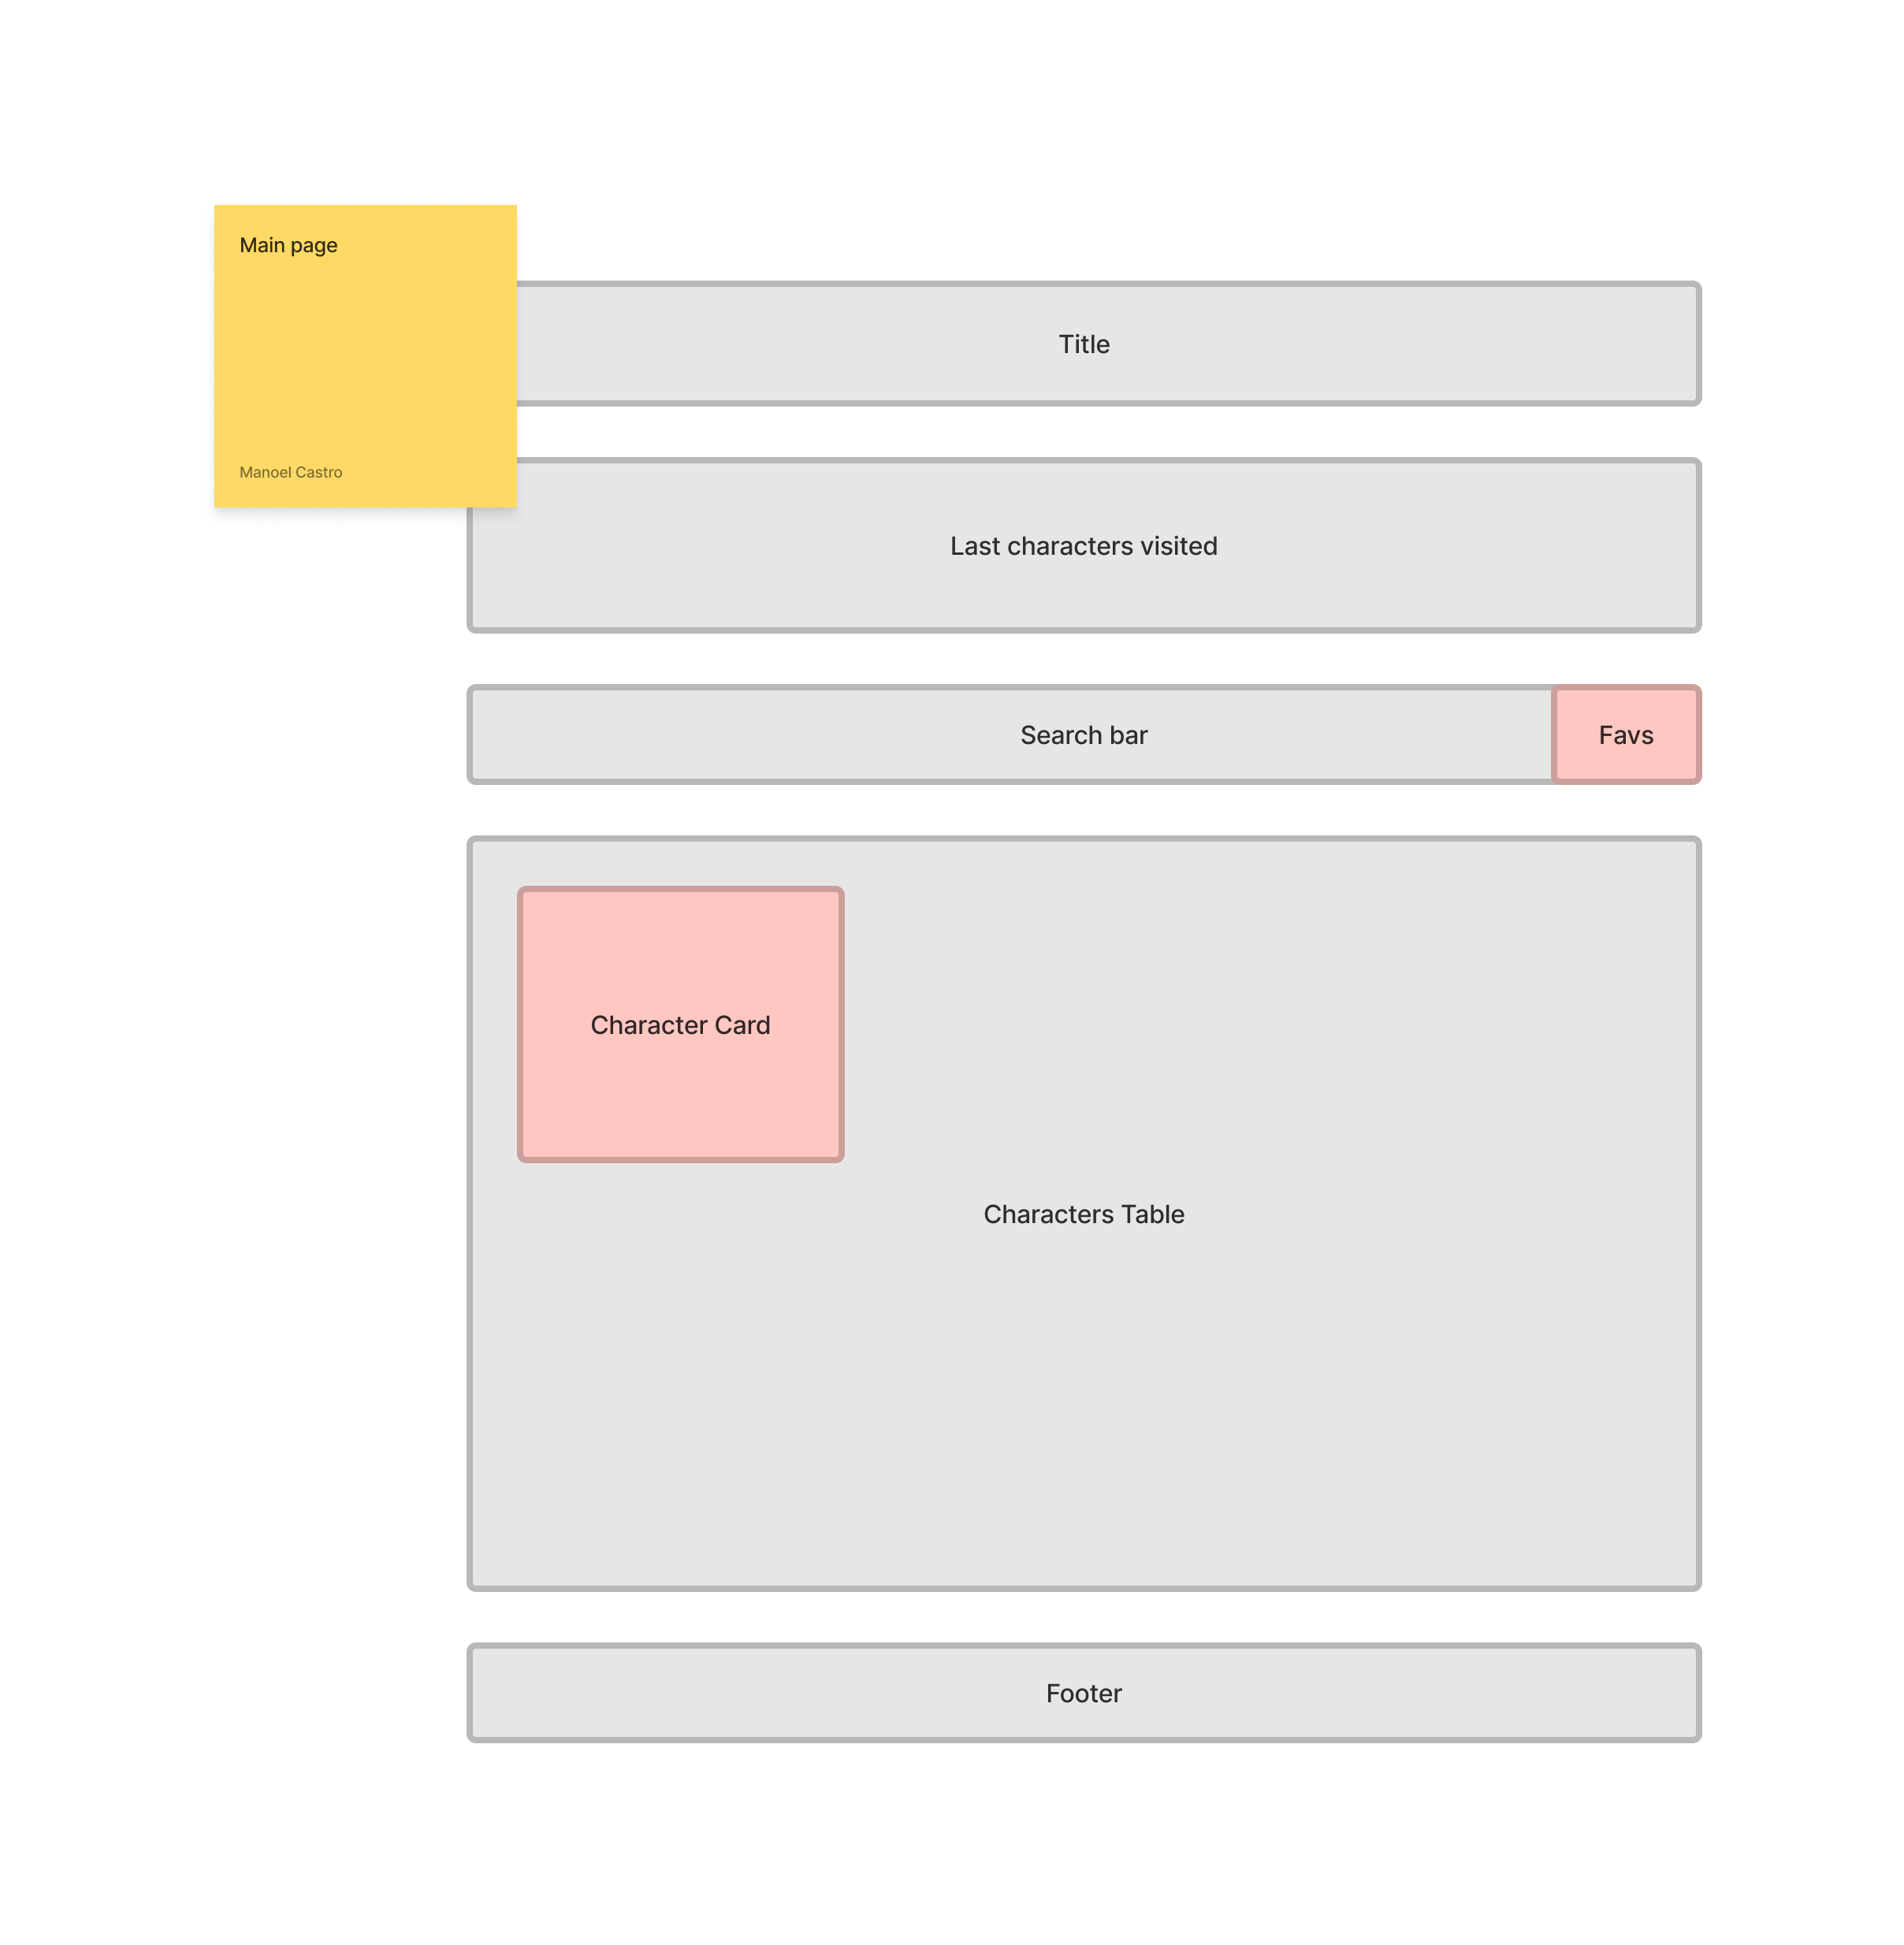 Main page
Manoel Castro
Title
Last characters visited
Search bar
Favs
Character Card
Characters Table
Footer